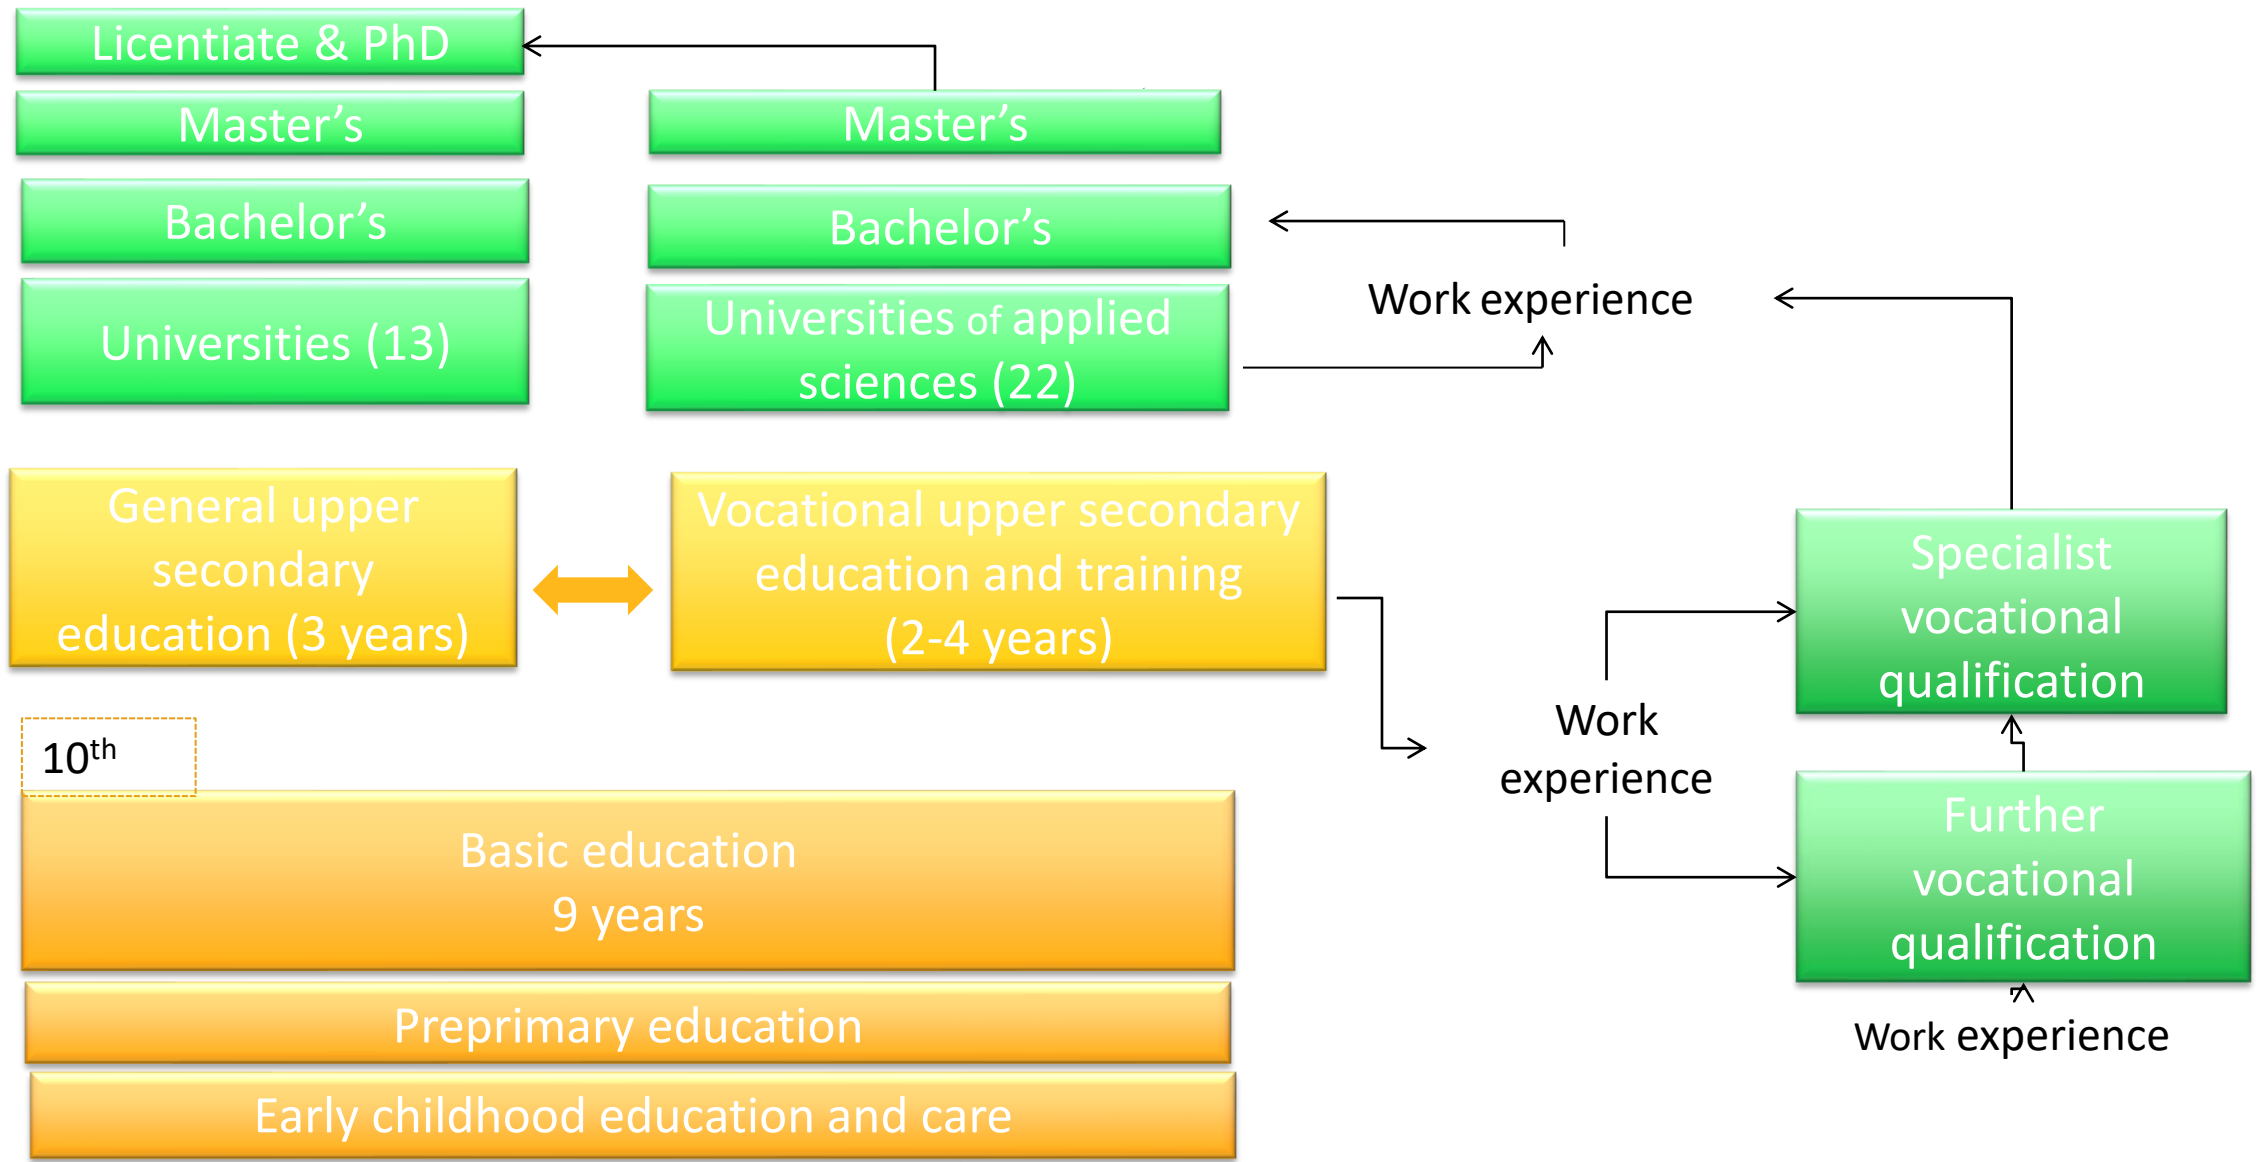 Licentiate & PhD
Master’s
Master’s
Bachelor’s
Bachelor’s
Universities (13)
Universities of applied
sciences (22)
Work experience
General upper
secondary
education (3 years)
Vocational upper secondary
education and training
(2-4 years)
Specialist
vocational
qualification
Work
experience
10th
Basic education
9 years
Further
vocational
qualification
Preprimary education
Work experience
Early childhood education and care